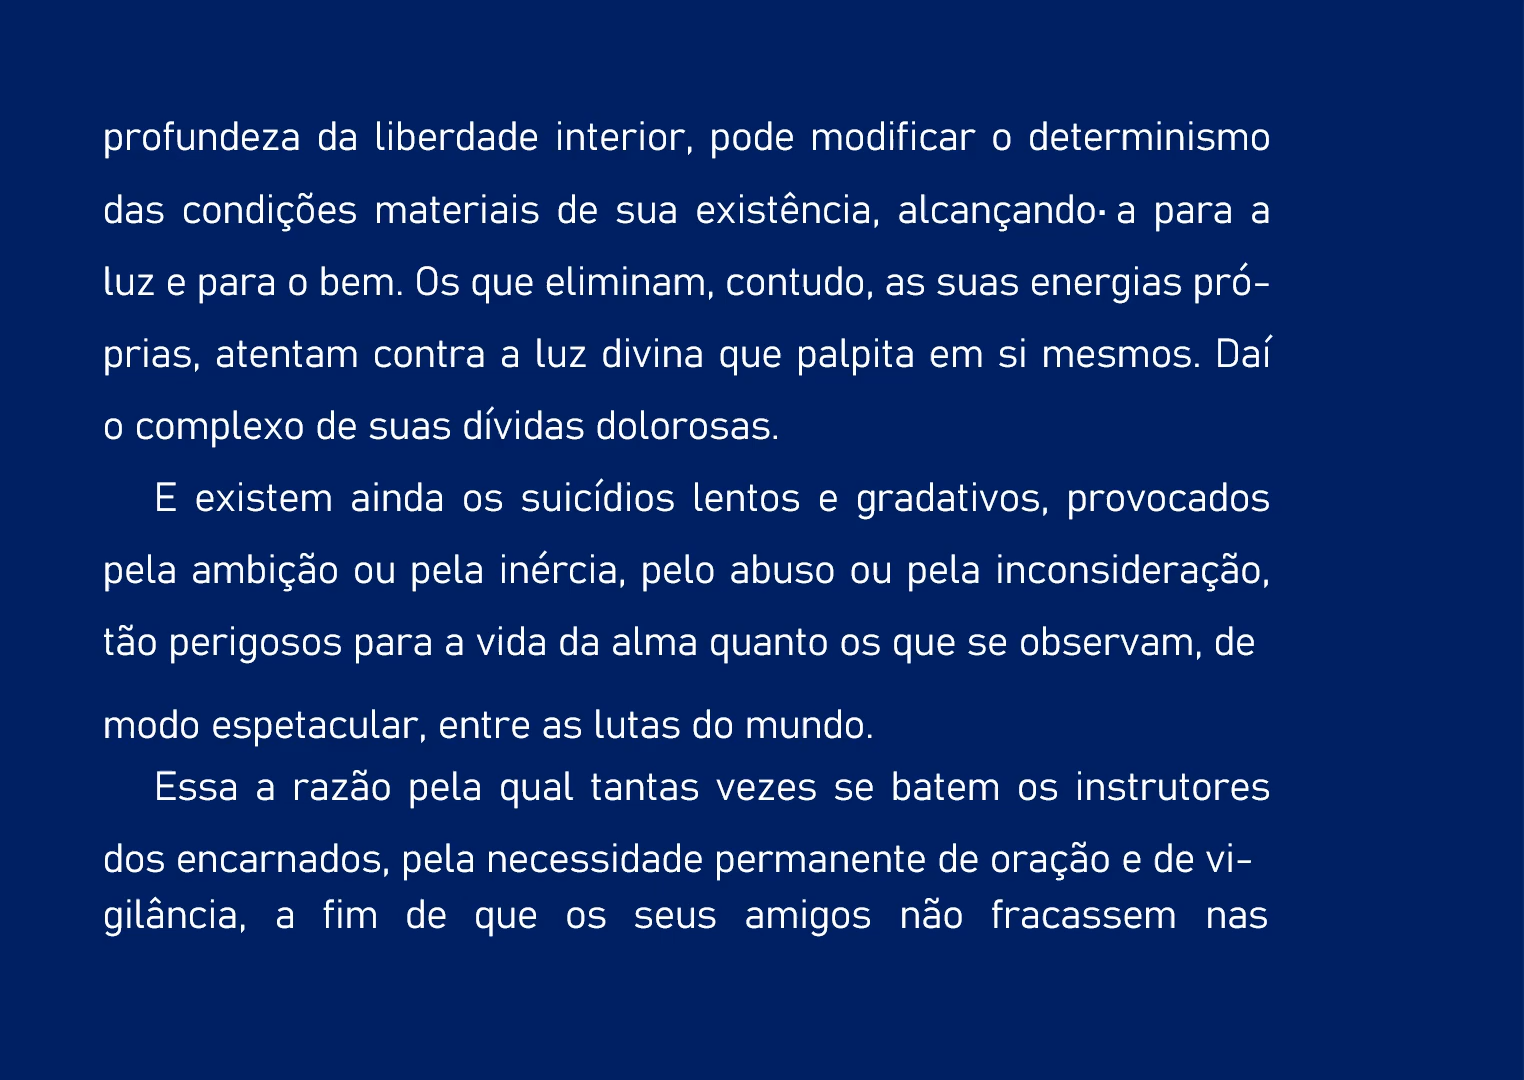 profundeza da liberdade interior, pode modificar o determinismo
das condições materiais de sua existência, alcançando· a para a
luz e para o bem. Os que eliminam, contudo, as suas energias pró-
prias, atentam contra a luz divina que palpita em si mesmos. Daí
o complexo de suas dívidas dolorosas.
E existem ainda os suicídios lentos e gradativos, provocados
pela ambição ou pela inércia, pelo abuso ou pela inconsideração,
tão perigosos para a vida da alma quanto os que se observam, de
modo espetacular, entre as lutas do mundo.
Essa a razão pela qual tantas vezes se batem os instrutores
dos encarnados, pela necessidade permanente de oração e de vi-
gilância, a fim de que os seus amigos não fracassem nas